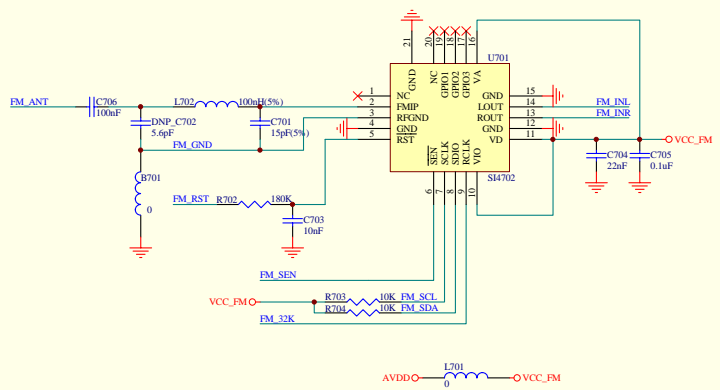 U701
21
20
19
18
17
16
GND
NC
GPIO1
GPIO2
GPIO3
VA
1
NC
GND
15
FM_ANT
C706
100nF
L702
100nH(5%)
2
FMIP
LOUT
14
FM_INL
DNP_C702
5.6pF
C701
15pF(5%)
3
RFGND
ROUT
13
FM_INR
4
GND
GND
12
FM_GND
5
RST
VD
11
VCC_FM
C704
22nF
C705
0.1uF
SEN
SCLK
SDIO
RCLK
VIO
SI4702
6
7
8
9
10
B701
0
FM_RST
R702
180K
C703
10nF
FM_SEN
VCC_FM
R703
10K
FM_SCL
R704
10K
FM_SDA
FM_32K
AVDD
L701
0
VCC_FM